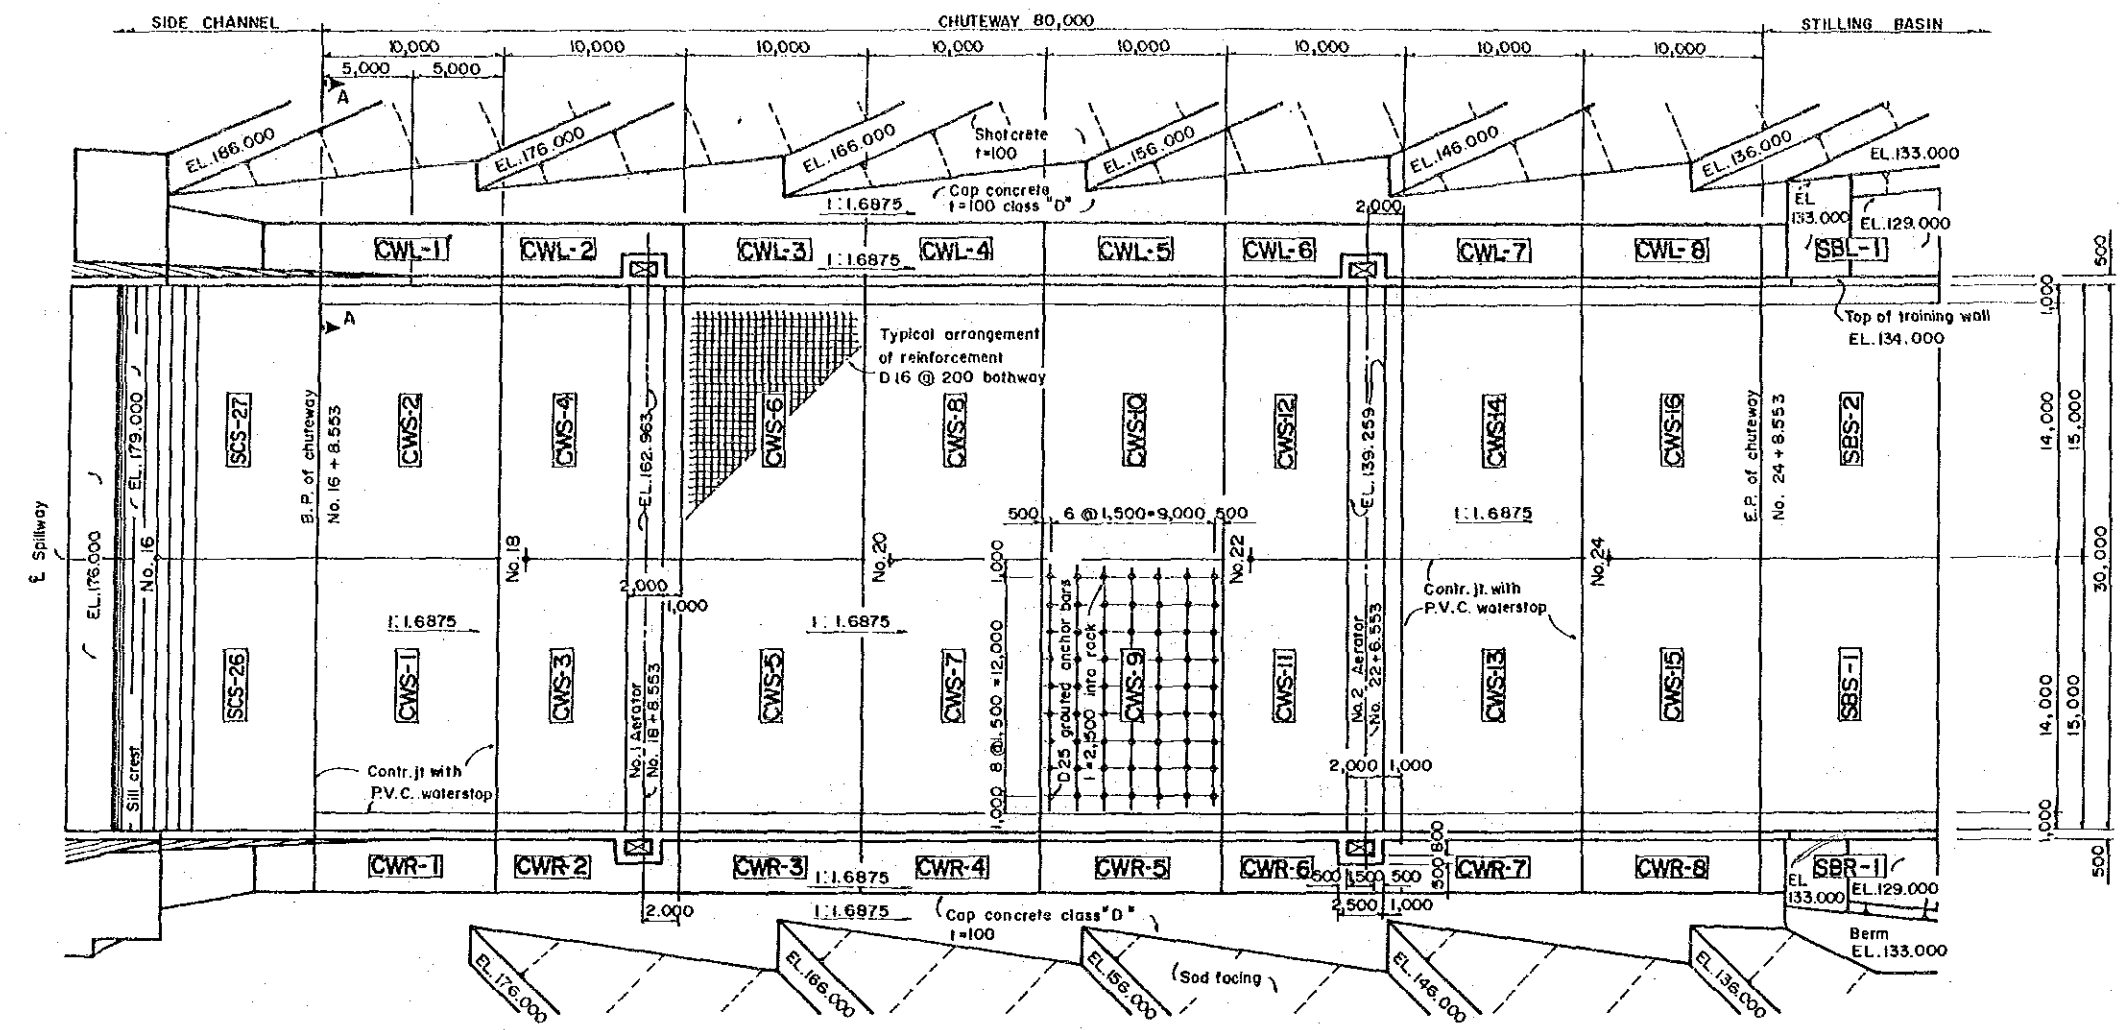 SIDE CHANNEL
CHUTEWAY 80,000
STILLING BASIN
10,000
10,000
10,000
10,000
10,000
10,000
10,000
10,000
5,000
5,000
A
EL.186.000
EL.176.000
EL.166.000
EL.156.000
EL.146.000
EL.136.000
EL.133.000
Shotcrete
t=100
Cap concrete
t=100 class "D"
1:1.6875
2,000
EL
133.000
EL.129.000
CWL-1
CWL-2
CWL-3
CWL-4
CWL-5
CWL-6
CWL-7
CWL-8
SBL-1
1:1.6875
500
1,000
A
Top of training wall
EL.134.000
Typical arrangement
of reinforcement
D16 @ 200 bothway
SCS-27
CWS-2
CWS-4
CWS-6
CWS-8
CWS-10
CWS-12
CWS-14
CWS-16
SBS-2
EL.179.000
B.P. of chuteway
No. 16 + 8.553
EL.162.963
EL.139.259
E.P. of chuteway
No. 24 + 8.553
14,000
15,000
500
6 @1,500=9,000
500
1:1.6875
℄ Spillway
EL.176.000
No. 16
No.18
No.20
No.22
No.24
30,000
2,000
1,000
1,000
Contr. jt. with
P.V.C. waterstop
1:1.6875
1:1.6875
SCS-26
CWS-1
CWS-3
CWS-5
CWS-7
CWS-9
CWS-11
CWS-13
CWS-15
SBS-1
No.1 Aerator
No. 18+8.553
8 @1,500 =12,000
D25 grouted anchor bars
l=2,500 into rock
No.2 Aerator
No. 22+6.553
14,000
15,000
Sill crest
Contr. jt with
P.V.C. waterstop
2,000
1,000
1,000
1,000
CWR-1
CWR-2
CWR-3
CWR-4
CWR-5
CWR-6
CWR-7
CWR-8
SBR-1
1:1.6875
500
1,500
500
500
800
500
EL
133.000
EL.129.000
2,000
1:1.6875
Cap concrete class "D"
t=100
2,500
1,000
Berm
EL.133.000
EL.176.000
EL.166.000
EL.156.000
EL.146.000
EL.136.000
Sod facing